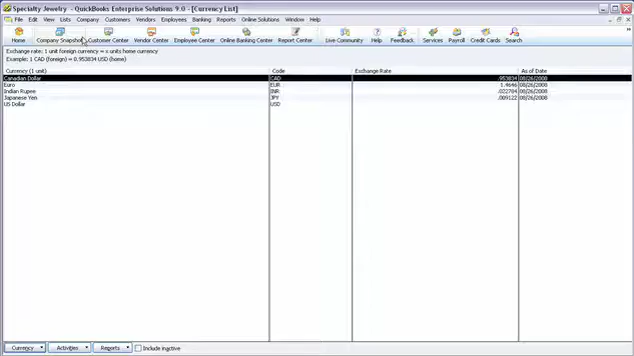 Specialty Jewelry - QuickBooks Enterprise Solutions 9.0 - [Currency List]
File Edit View Lists Company Customers Vendors Employees Banking Reports Online Solutions Window Help
Home Company Snapshot Customer Center Vendor Center Employee Center Online Banking Center Report Center Live Community Help Feedback Services Payroll Credit Cards Search
Exchange rate: 1 unit foreign currency = x units home currency
Example: 1 CAD (foreign) = 0.953834 USD (home)
Currency (1 unit) Code Exchange Rate As of Date
Canadian Dollar CAD .953834 08/26/2008
Euro EUR 1.4646 08/26/2008
Indian Rupee INR .022784 08/26/2008
Japanese Yen JPY .009122 08/26/2008
US Dollar USD
Currency Activities Reports Include inactive